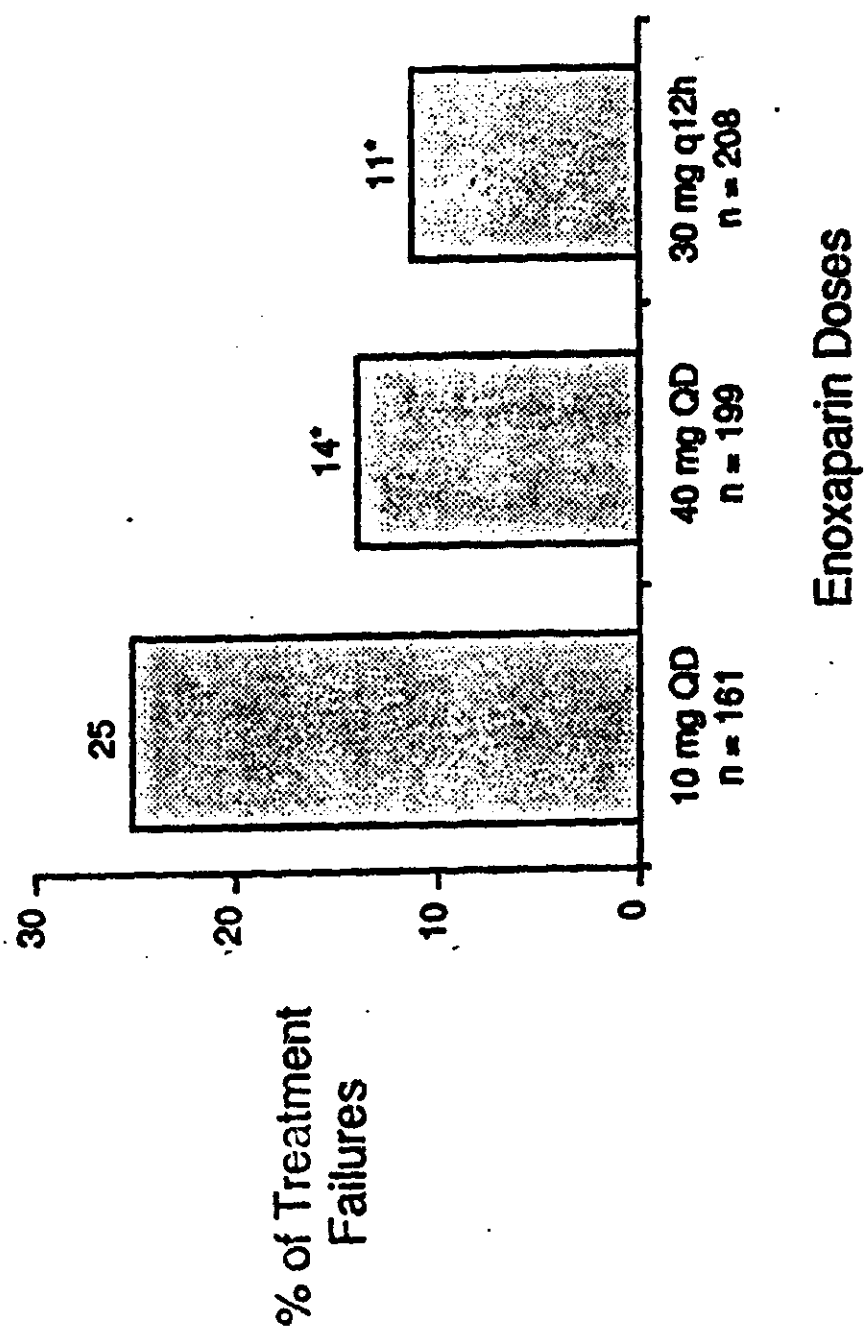 % of Treatment
Failures
30
20
10
0
25
14*
11*
10 mg QD
n = 161
40 mg QD
n = 199
30 mg q12h
n = 208
Enoxaparin Doses